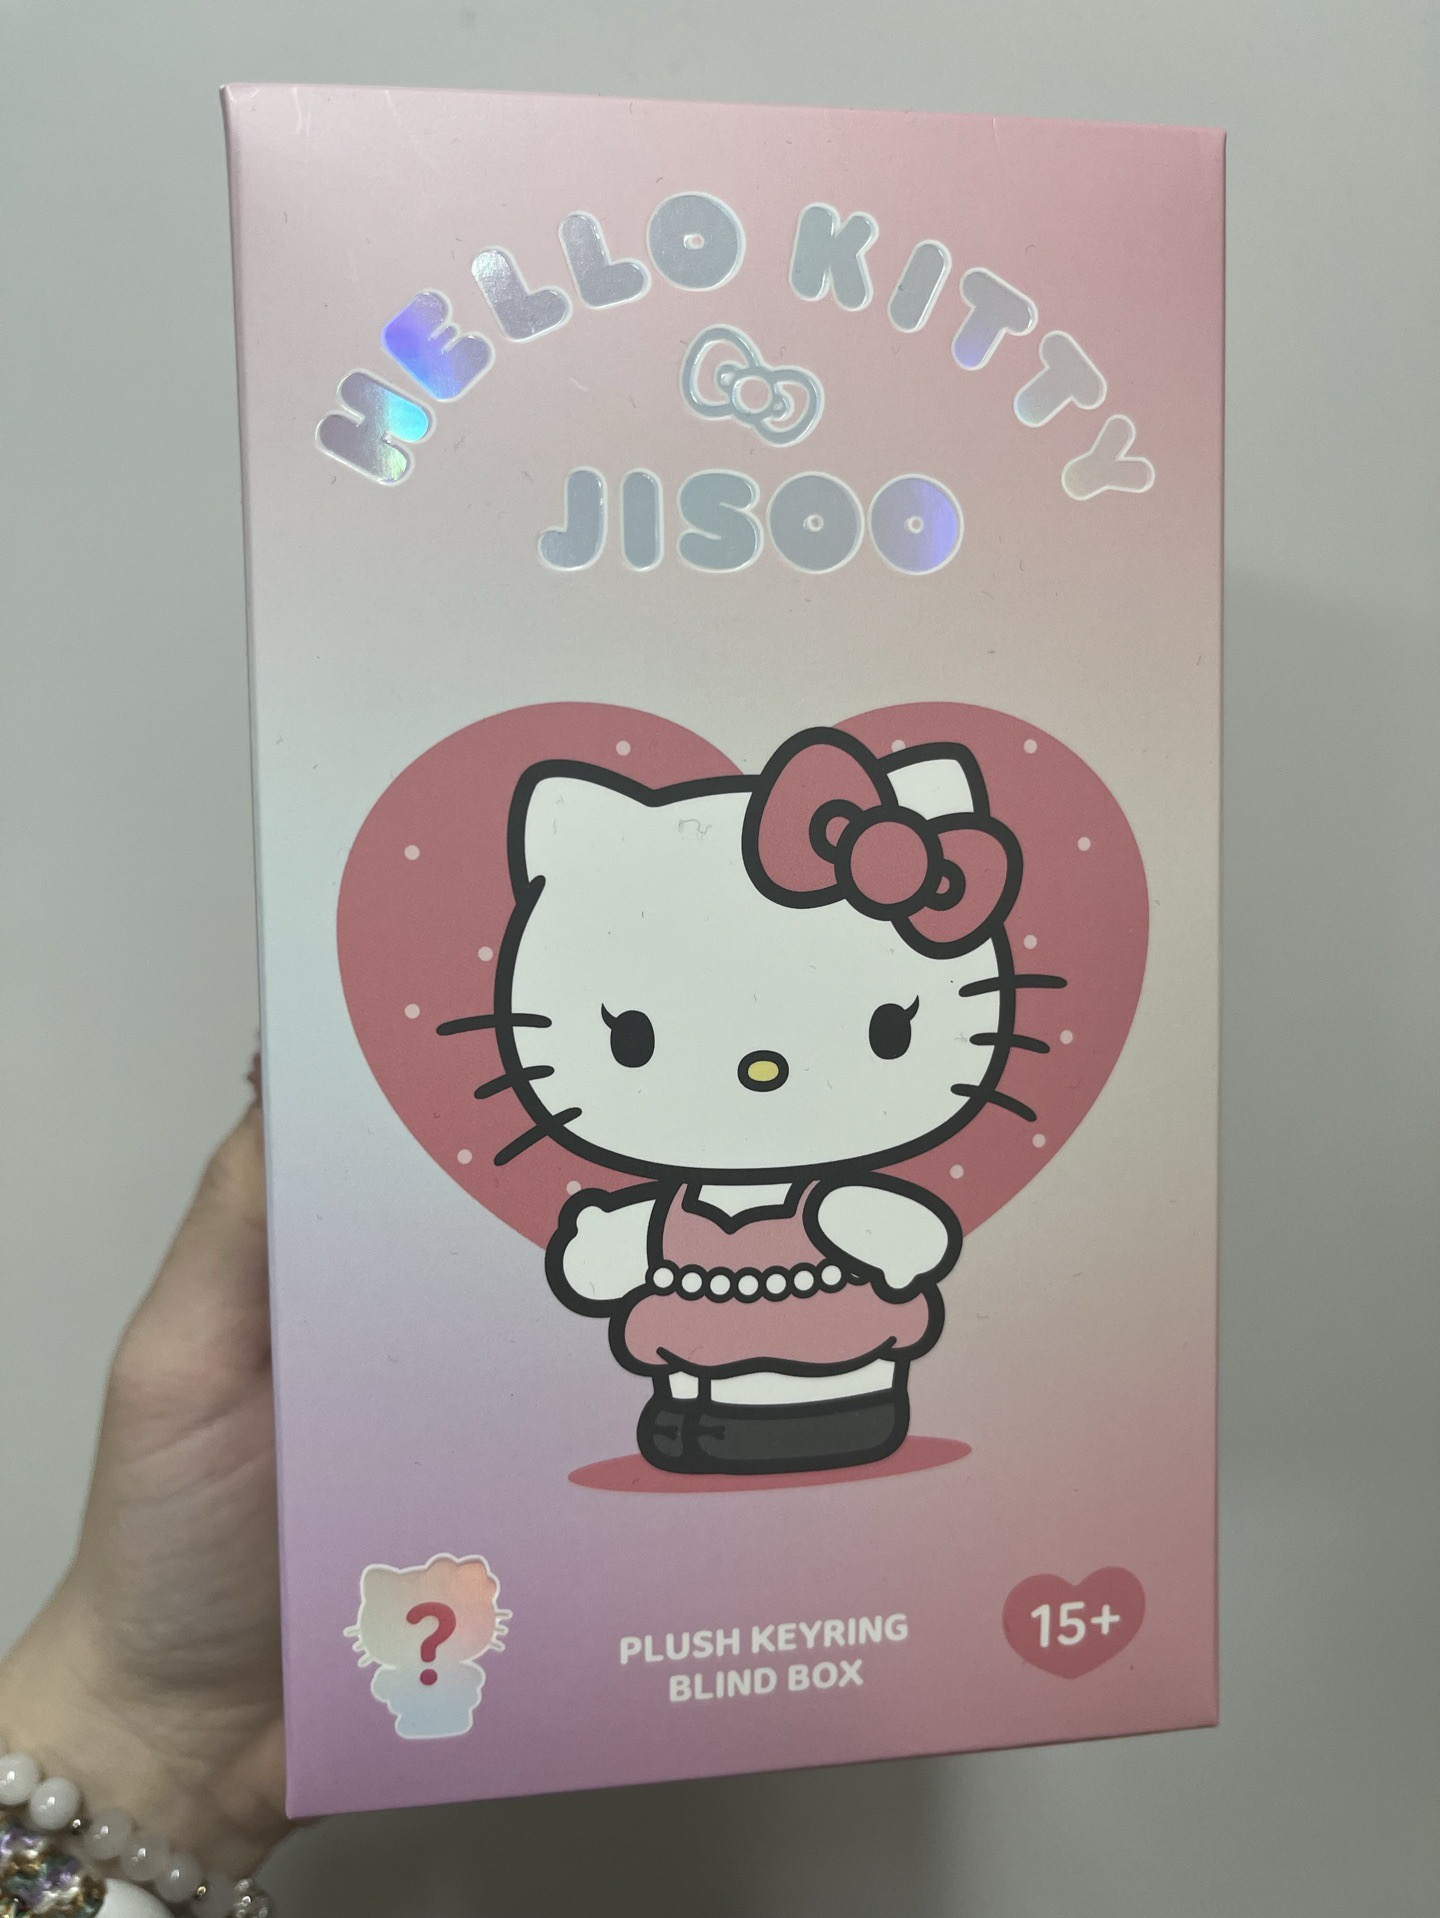 HELLO KITTY
JISOO
?
PLUSH KEYRING
BLIND BOX
15+